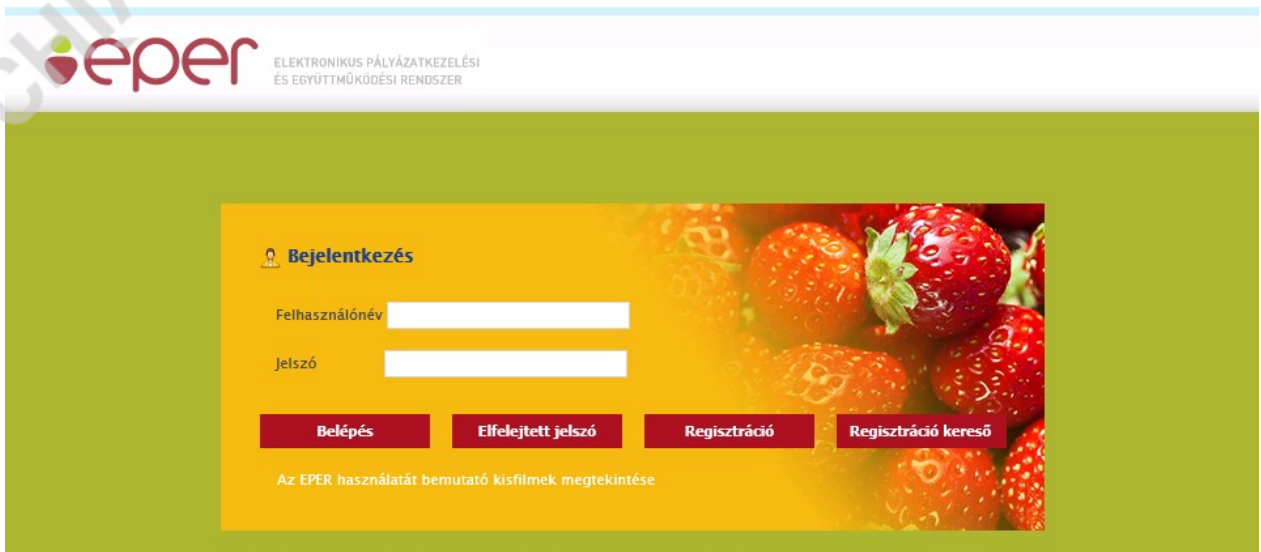 eper
ELEKTRONIKUS PÁLYÁZATKEZELÉSI
ÉS EGYÜTTMŰKÖDÉSI RENDSZER
Bejelentkezés
Felhasználónév
Jelszó
Belépés Elfelejtett jelszó Regisztráció Regisztráció kereső
Az EPER használatát bemutató kisfilmek megtekintése